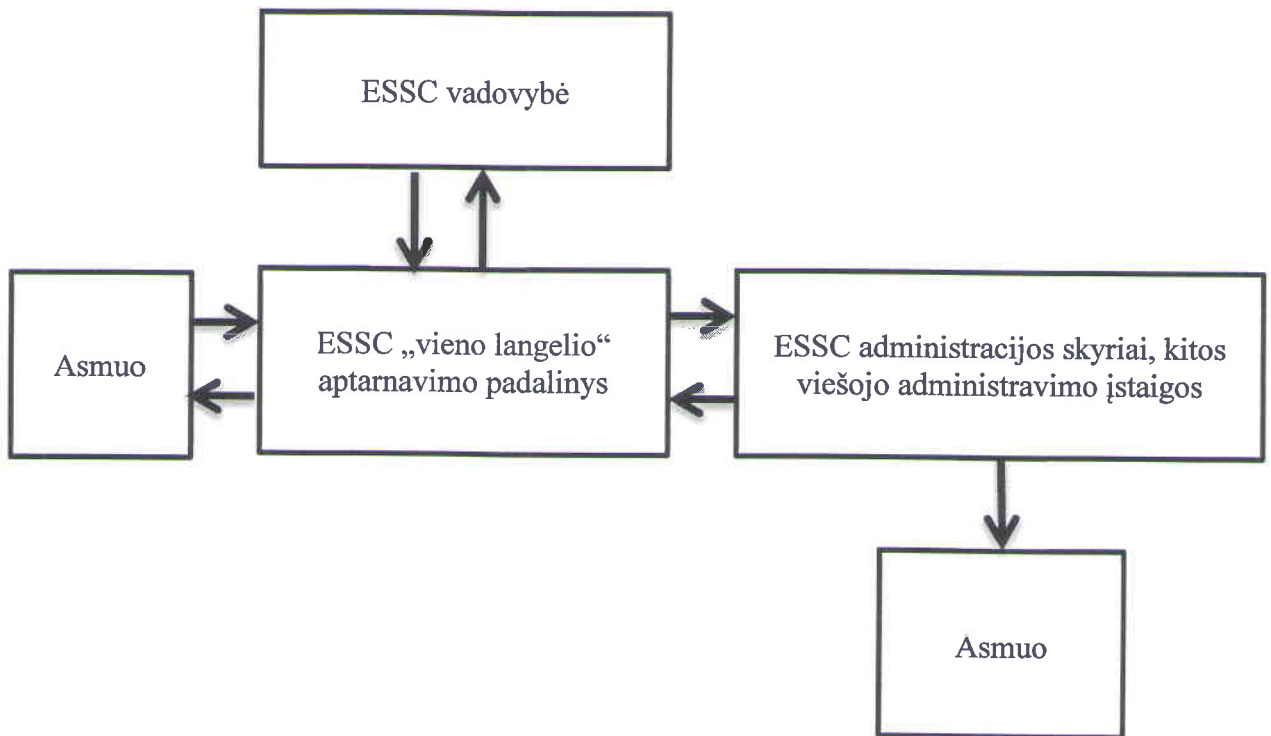 ESSC vadovybė
Asmuo
ESSC „vieno langelio“
aptarnavimo padalinys
ESSC administracijos skyriai, kitos
viešojo administravimo įstaigos
Asmuo